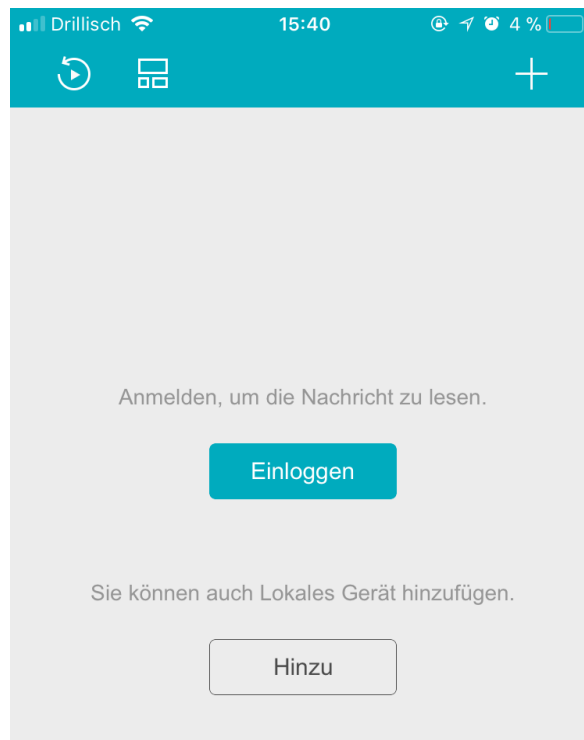 Drillisch 15:40 4 %
Anmelden, um die Nachricht zu lesen.
Einloggen
Sie können auch Lokales Gerät hinzufügen.
Hinzu